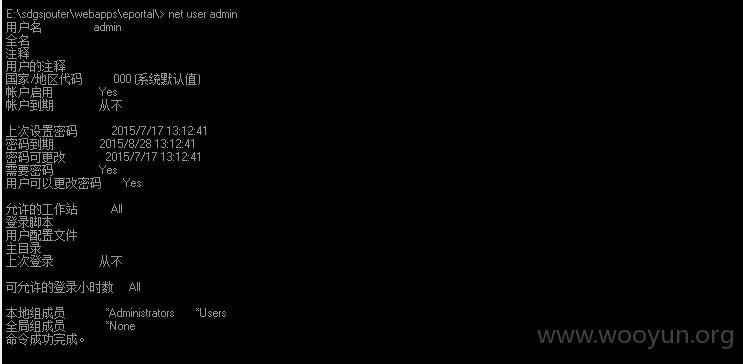 E:\sdgsjouter\webapps\eportal\> net user admin
用户名 admin
全名
注释
用户的注释
国家/地区代码 000 (系统默认值)
帐户启用 Yes
帐户到期 从不
上次设置密码 2015/7/17 13:12:41
密码到期 2015/8/28 13:12:41
密码可更改 2015/7/17 13:12:41
需要密码 Yes
用户可以更改密码 Yes
允许的工作站 All
登录脚本
用户配置文件
主目录
上次登录 从不
可允许的登录小时数 All
本地组成员 *Administrators *Users
全局组成员 *None
命令成功完成。
www.wooyun.org